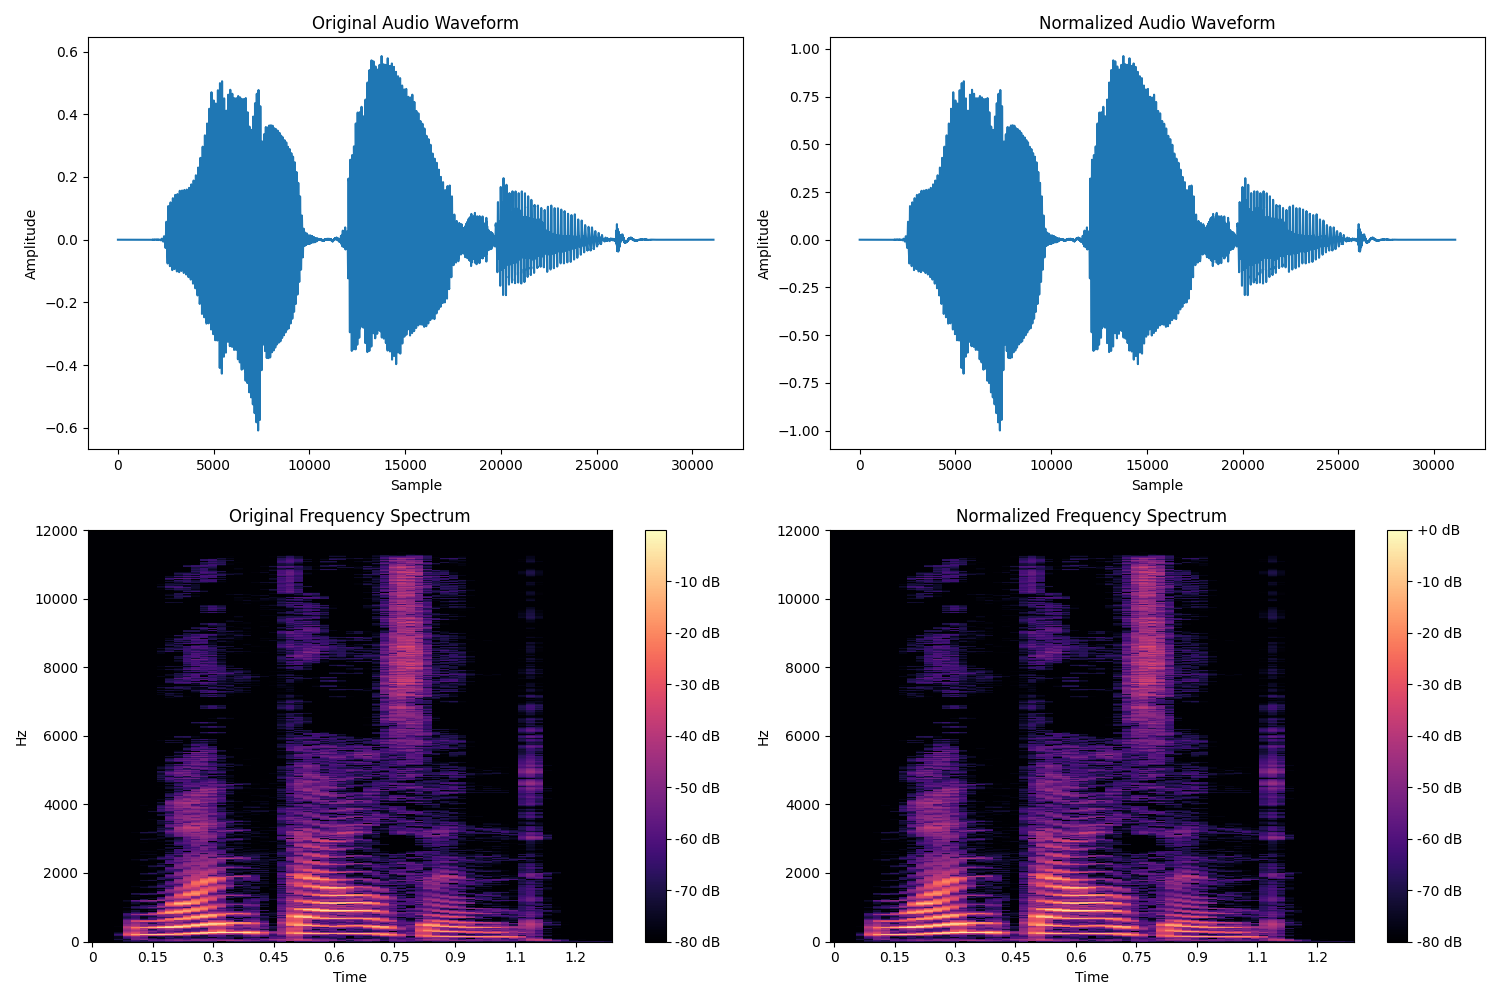 Original Audio Waveform
Amplitude
0.6
0.4
0.2
0.0
−0.2
−0.4
−0.6
0 5000 10000 15000 20000 25000 30000
Sample
Normalized Audio Waveform
Amplitude
1.00
0.75
0.50
0.25
0.00
−0.25
−0.50
−0.75
−1.00
0 5000 10000 15000 20000 25000 30000
Sample
Original Frequency Spectrum
Hz
12000
10000
8000
6000
4000
2000
0
0 0.15 0.3 0.45 0.6 0.75 0.9 1.1 1.2
Time
-10 dB
-20 dB
-30 dB
-40 dB
-50 dB
-60 dB
-70 dB
-80 dB
Normalized Frequency Spectrum
Hz
12000
10000
8000
6000
4000
2000
0
0 0.15 0.3 0.45 0.6 0.75 0.9 1.1 1.2
Time
+0 dB
-10 dB
-20 dB
-30 dB
-40 dB
-50 dB
-60 dB
-70 dB
-80 dB